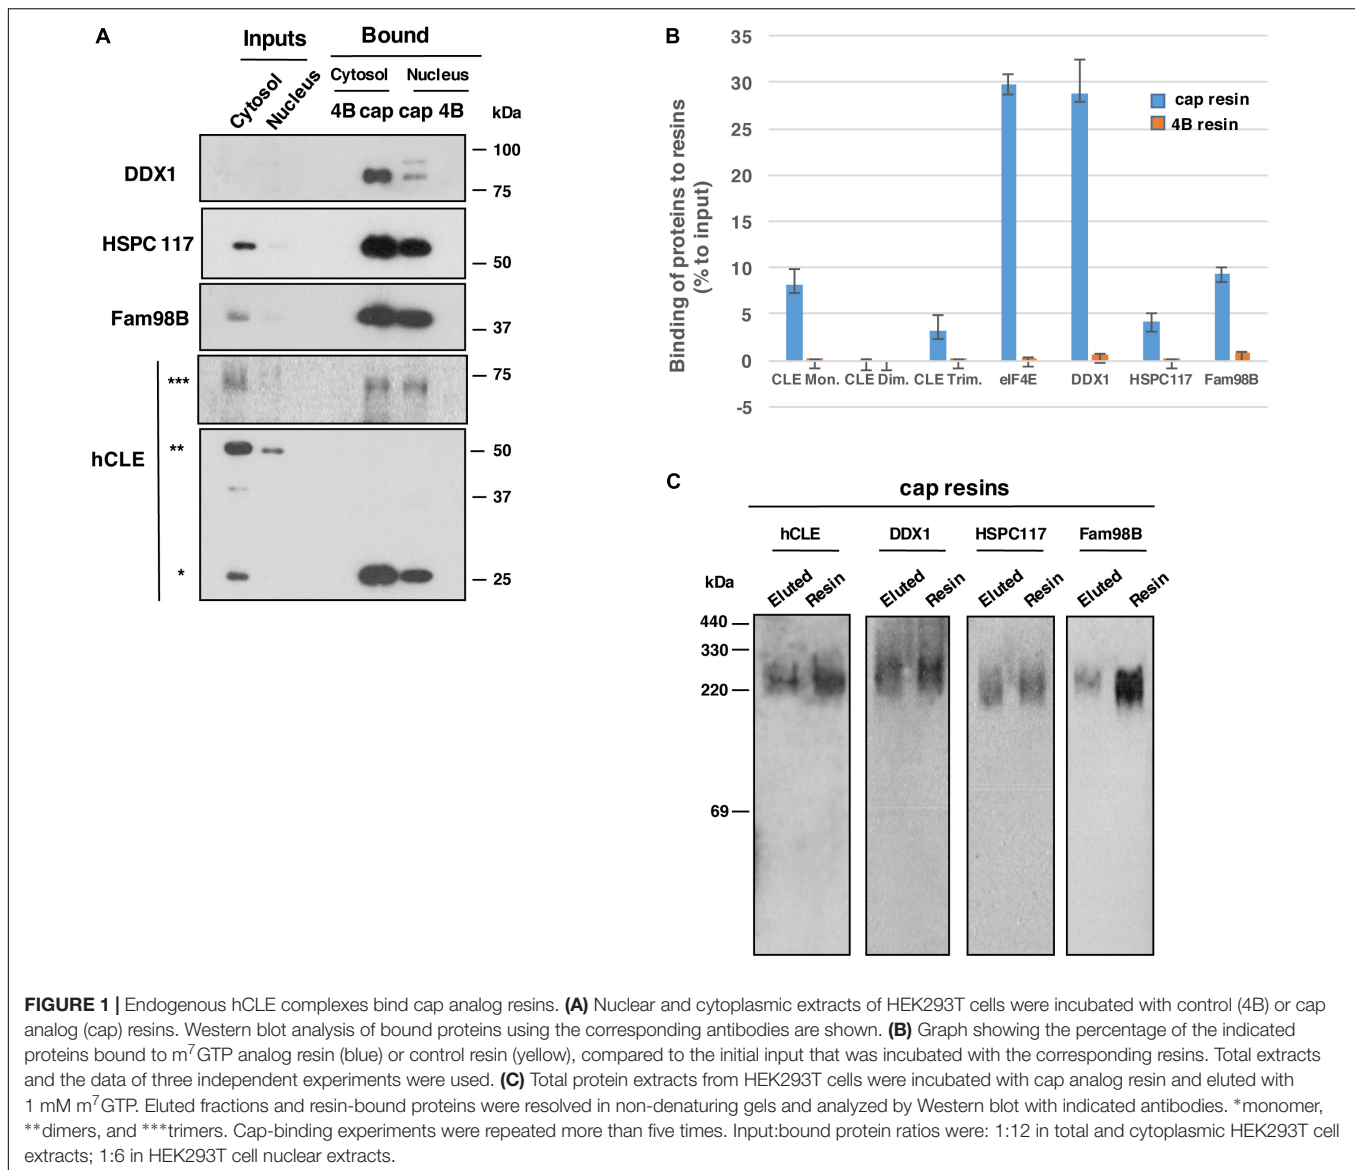 A
Inputs
Bound
Cytosol
Nucleus
Cytosol
Nucleus
4B cap cap 4B
kDa
DDX1
100
75
HSPC 117
50
Fam98B
37
hCLE
***
75
**
50
37
*
25
B
Binding of proteins to resins
(% to input)
35
30
25
20
15
10
5
0
-5
cap resin
4B resin
CLE Mon. CLE Dim. CLE Trim. eIF4E DDX1 HSPC117 Fam98B
C
cap resins
hCLE DDX1 HSPC117 Fam98B
kDa
Eluted Resin Eluted Resin Eluted Resin Eluted Resin
440
330
220
69
FIGURE 1 | Endogenous hCLE complexes bind cap analog resins. (A) Nuclear and cytoplasmic extracts of HEK293T cells were incubated with control (4B) or cap
analog (cap) resins. Western blot analysis of bound proteins using the corresponding antibodies are shown. (B) Graph showing the percentage of the indicated
proteins bound to m⁷GTP analog resin (blue) or control resin (yellow), compared to the initial input that was incubated with the corresponding resins. Total extracts
and the data of three independent experiments were used. (C) Total protein extracts from HEK293T cells were incubated with cap analog resin and eluted with
1 mM m⁷GTP. Eluted fractions and resin-bound proteins were resolved in non-denaturing gels and analyzed by Western blot with indicated antibodies. *monomer,
**dimers, and ***trimers. Cap-binding experiments were repeated more than five times. Input:bound protein ratios were: 1:12 in total and cytoplasmic HEK293T cell
extracts; 1:6 in HEK293T cell nuclear extracts.